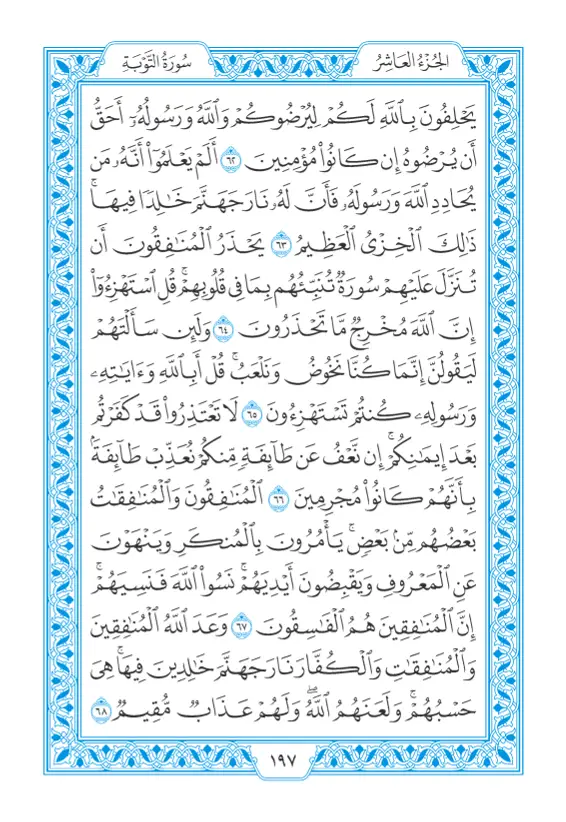 الجُزْءُ العَاشِرُ
سُورَةُ التَّوْبَةِ
يَحْلِفُونَ بِٱللَّهِ لَكُمْ لِيُرْضُوكُمْ وَٱللَّهُ وَرَسُولُهُۥٓ أَحَقُّ
أَن يُرْضُوهُ إِن كَانُوا۟ مُؤْمِنِينَ ٦٢ أَلَمْ يَعْلَمُوٓا۟ أَنَّهُۥ مَن
يُحَادِدِ ٱللَّهَ وَرَسُولَهُۥ فَأَنَّ لَهُۥ نَارَ جَهَنَّمَ خَٰلِدًا فِيهَا ۚ
ذَٰلِكَ ٱلْخِزْىُ ٱلْعَظِيمُ ٦٣ يَحْذَرُ ٱلْمُنَٰفِقُونَ أَن
تُنَزَّلَ عَلَيْهِمْ سُورَةٌ تُنَبِّئُهُم بِمَا فِى قُلُوبِهِمْ ۚ قُلِ ٱسْتَهْزِءُوٓا۟
إِنَّ ٱللَّهَ مُخْرِجٌ مَّا تَحْذَرُونَ ٦٤ وَلَئِن سَأَلْتَهُمْ
لَيَقُولُنَّ إِنَّمَا كُنَّا نَخُوضُ وَنَلْعَبُ ۚ قُلْ أَبِٱللَّهِ وَءَايَٰتِهِۦ
وَرَسُولِهِۦ كُنتُمْ تَسْتَهْزِءُونَ ٦٥ لَا تَعْتَذِرُوا۟ قَدْ كَفَرْتُم
بَعْدَ إِيمَٰنِكُمْ ۚ إِن نَّعْفُ عَن طَآئِفَةٍ مِّنكُمْ نُعَذِّبْ طَآئِفَةًۢ
بِأَنَّهُمْ كَانُوا۟ مُجْرِمِينَ ٦٦ ٱلْمُنَٰفِقُونَ وَٱلْمُنَٰفِقَٰتُ
بَعْضُهُم مِّنۢ بَعْضٍ ۚ يَأْمُرُونَ بِٱلْمُنكَرِ وَيَنْهَوْنَ
عَنِ ٱلْمَعْرُوفِ وَيَقْبِضُونَ أَيْدِيَهُمْ ۚ نَسُوا۟ ٱللَّهَ فَنَسِيَهُمْ ۗ
إِنَّ ٱلْمُنَٰفِقِينَ هُمُ ٱلْفَٰسِقُونَ ٦٧ وَعَدَ ٱللَّهُ ٱلْمُنَٰفِقِينَ
وَٱلْمُنَٰفِقَٰتِ وَٱلْكُفَّارَ نَارَ جَهَنَّمَ خَٰلِدِينَ فِيهَا ۚ هِىَ
حَسْبُهُمْ ۚ وَلَعَنَهُمُ ٱللَّهُ ۖ وَلَهُمْ عَذَابٌ مُّقِيمٌ ٦٨
١٩٧